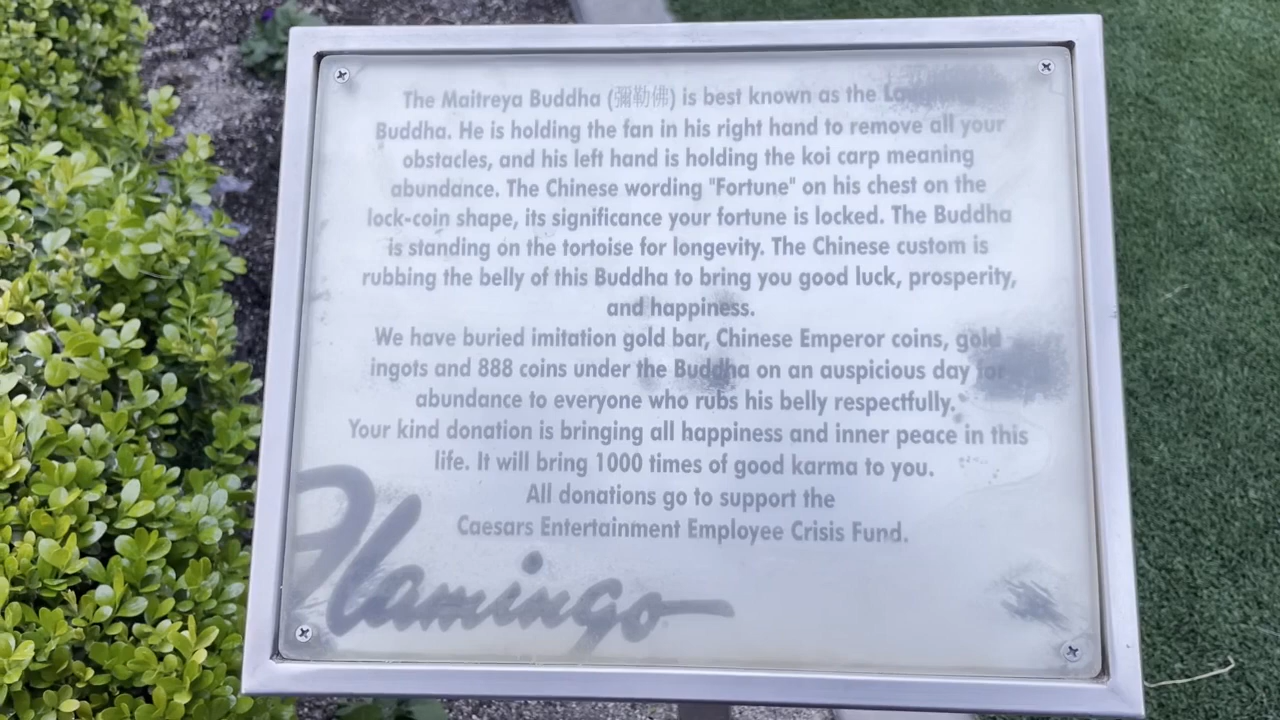 The Maitreya Buddha (彌勒佛) is best known as the
Buddha. He is holding the fan in his right hand to remove all your
obstacles, and his left hand is holding the koi carp meaning
abundance. The Chinese wording "Fortune" on his chest on the
lock-coin shape, its significance your fortune is locked. The Buddha
is standing on the tortoise for longevity. The Chinese custom is
rubbing the belly of this Buddha to bring you good luck, prosperity,
and happiness.
We have buried imitation gold bar, Chinese Emperor coins, gold
ingots and 888 coins under the Buddha on an auspicious day for
abundance to everyone who rubs his belly respectfully.
Your kind donation is bringing all happiness and inner peace in this
life. It will bring 1000 times of good karma to you.
All donations go to support the
Caesars Entertainment Employee Crisis Fund.
Flamingo